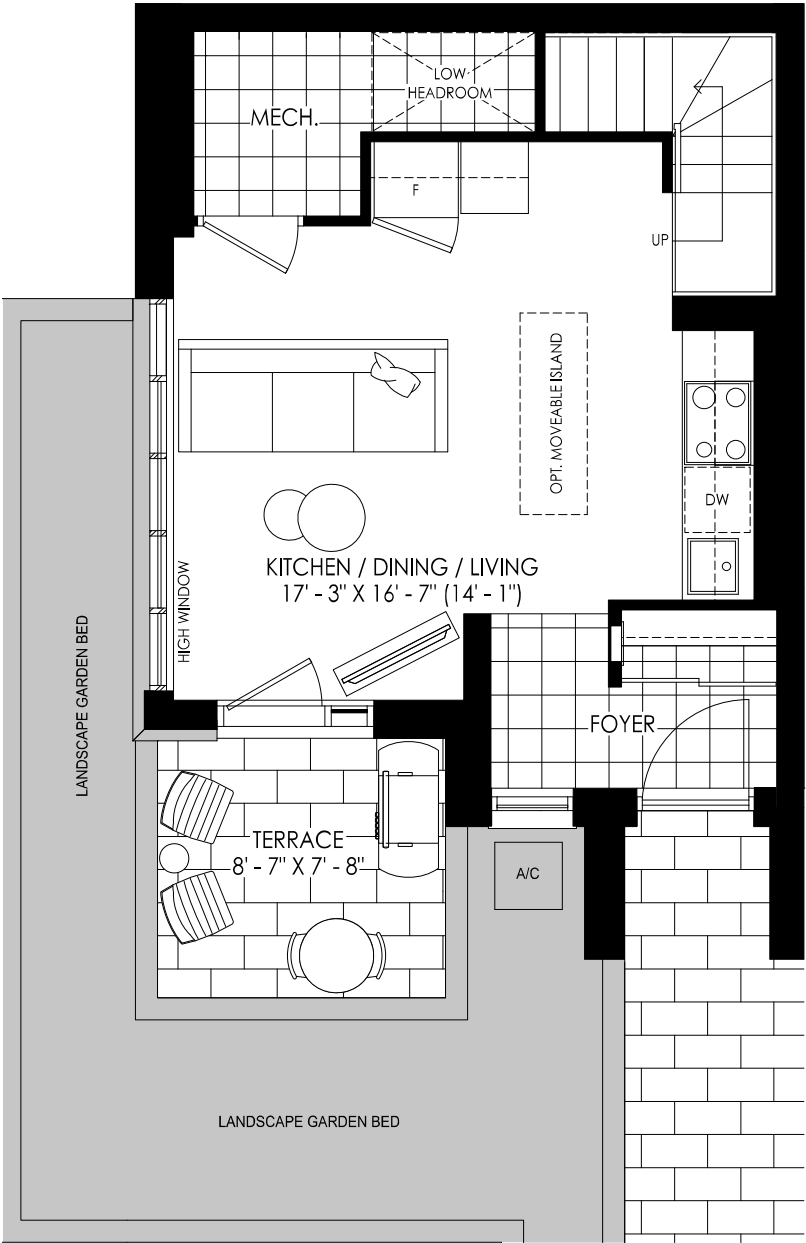 LOW
HEADROOM
MECH.
F
UP
OPT. MOVEABLE ISLAND
DW
KITCHEN / DINING / LIVING
17' - 3" X 16' - 7" (14' - 1")
HIGH WINDOW
LANDSCAPE GARDEN BED
FOYER
TERRACE
8' - 7" X 7' - 8"
A/C
LANDSCAPE GARDEN BED